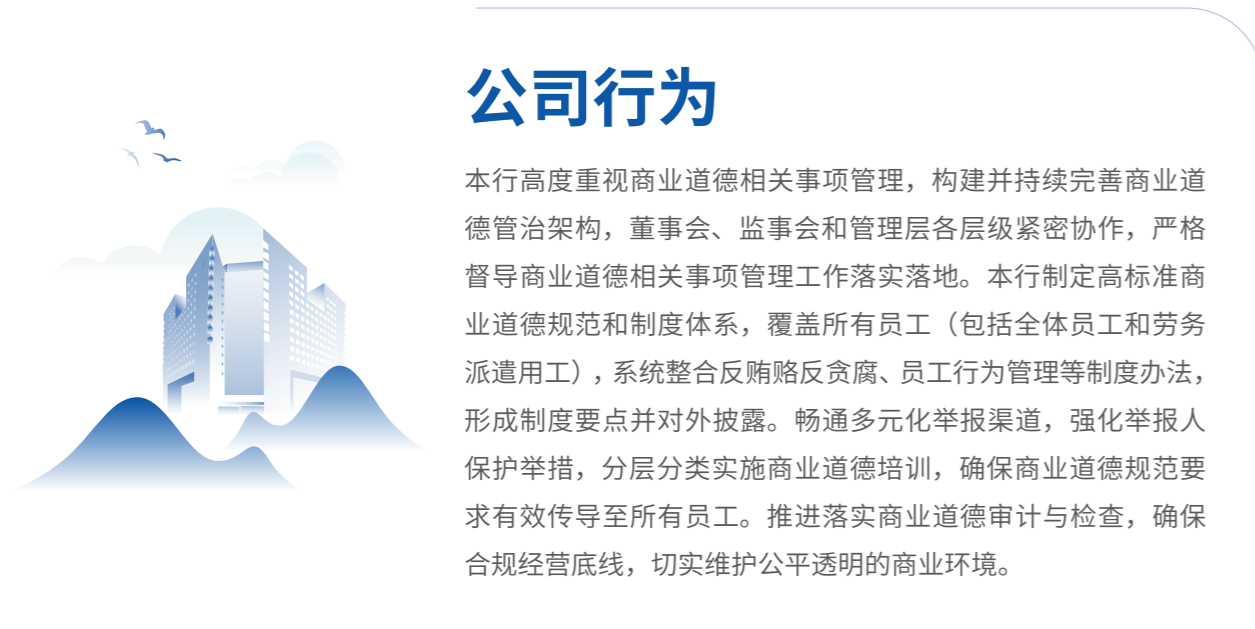 公司行为
本行高度重视商业道德相关事项管理，构建并持续完善商业道
德管治架构，董事会、监事会和管理层各层级紧密协作，严格
督导商业道德相关事项管理工作落实落地。本行制定高标准商
业道德规范和制度体系，覆盖所有员工（包括全体员工和劳务
派遣用工），系统整合反贿赂反贪腐、员工行为管理等制度办法，
形成制度要点并对外披露。畅通多元化举报渠道，强化举报人
保护举措，分层分类实施商业道德培训，确保商业道德规范要
求有效传导至所有员工。推进落实商业道德审计与检查，确保
合规经营底线，切实维护公平透明的商业环境。